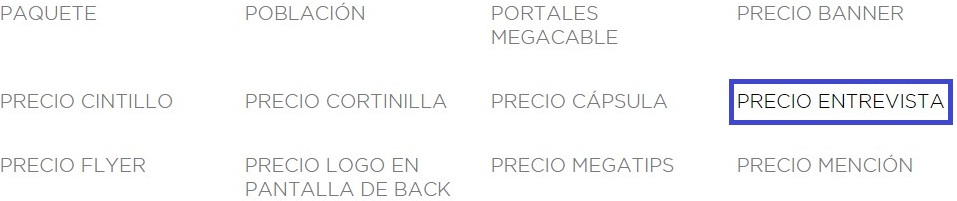 PAQUETE
POBLACIÓN
PORTALES
MEGACABLE
PRECIO BANNER
PRECIO CINTILLO
PRECIO CORTINILLA
PRECIO CÁPSULA
PRECIO ENTREVISTA
PRECIO FLYER
PRECIO LOGO EN
PANTALLA DE BACK
PRECIO MEGATIPS
PRECIO MENCIÓN